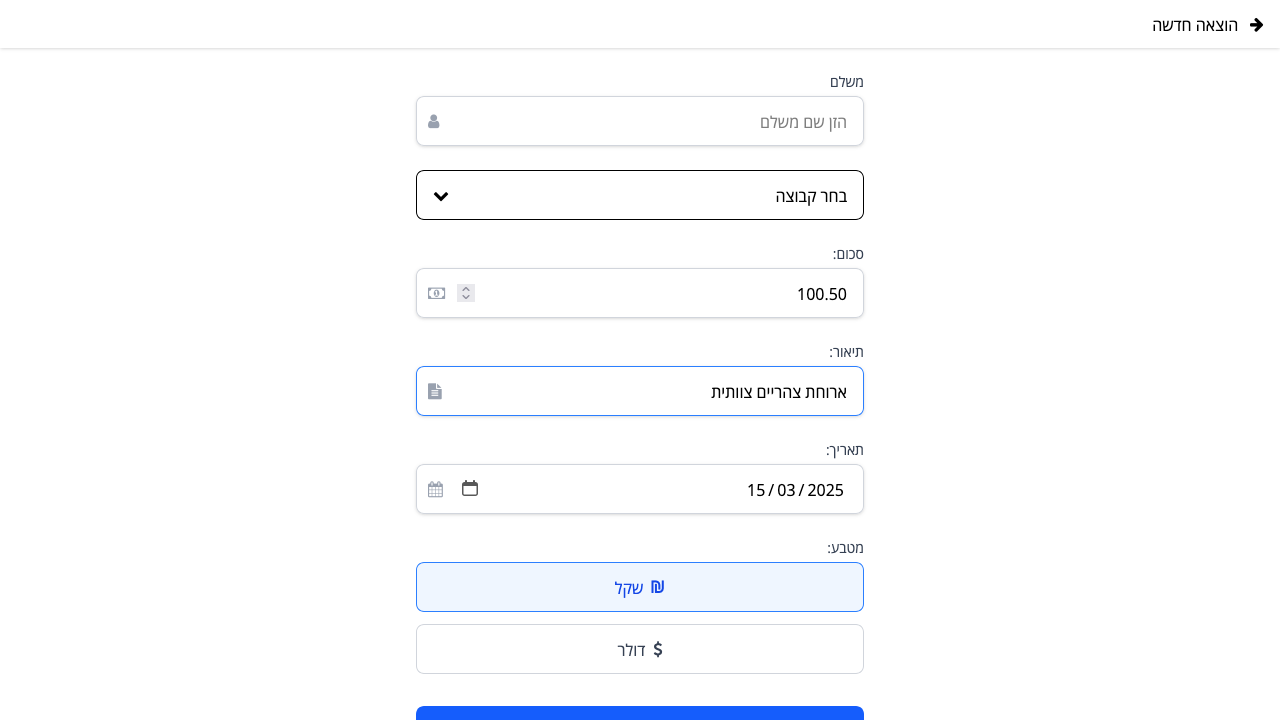 הוצאה חדשה
משלם
הזן שם משלם
בחר קבוצה
סכום:
100.50
תיאור:
ארוחת צהריים צוותית
תאריך:
15/03/2025
מטבע:
₪ שקל
$ דולר